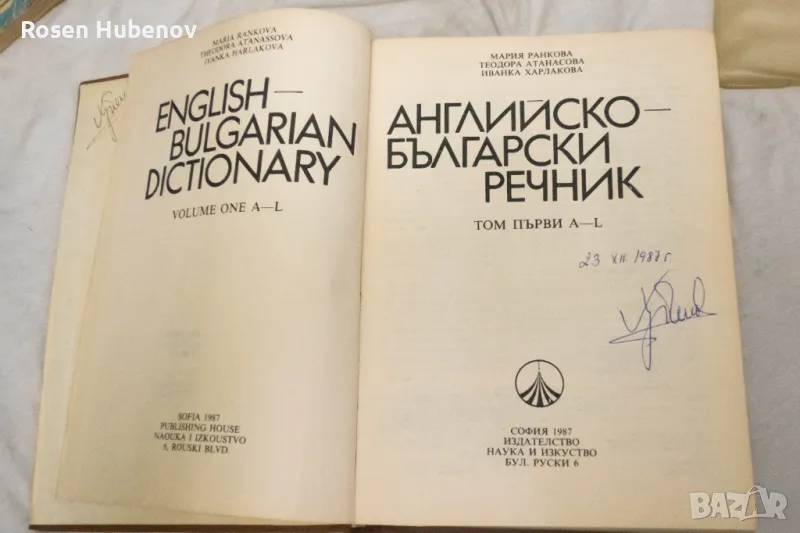 Rosen Hubenov
MARIA RANKOVA
THEODORA ATANASSOVA
IVANKA HARLAKOVA
ENGLISH—
BULGARIAN
DICTIONARY
VOLUME ONE A—L
SOFIA 1987
PUBLISHING HOUSE
NAOUKA I IZKOUSTVO
6, ROUSKI BLVD.
МАРИЯ РАНКОВА
ТЕОДОРА АТАНАСОВА
ИВАНКА ХАРЛАКОВА
АНГЛИЙСКО—
БЪЛГАРСКИ
РЕЧНИК
ТОМ ПЪРВИ A—L
23 XII 1987 г
СОФИЯ 1987
ИЗДАТЕЛСТВО
НАУКА И ИЗКУСТВО
БУЛ. РУСКИ 6
BAZAR
.bg